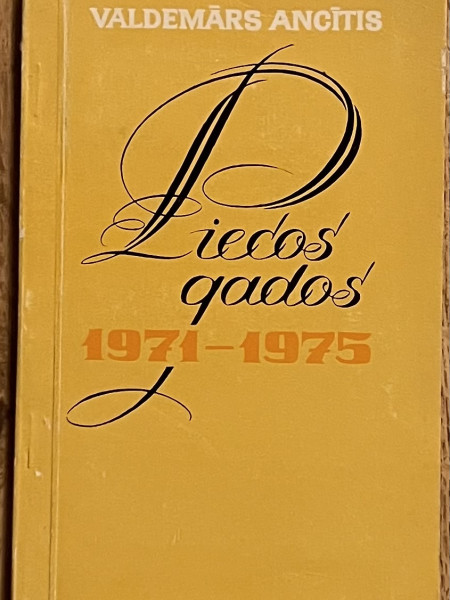 VALDEMĀRS ANCĪTIS
Piecos
gados
1971-1975